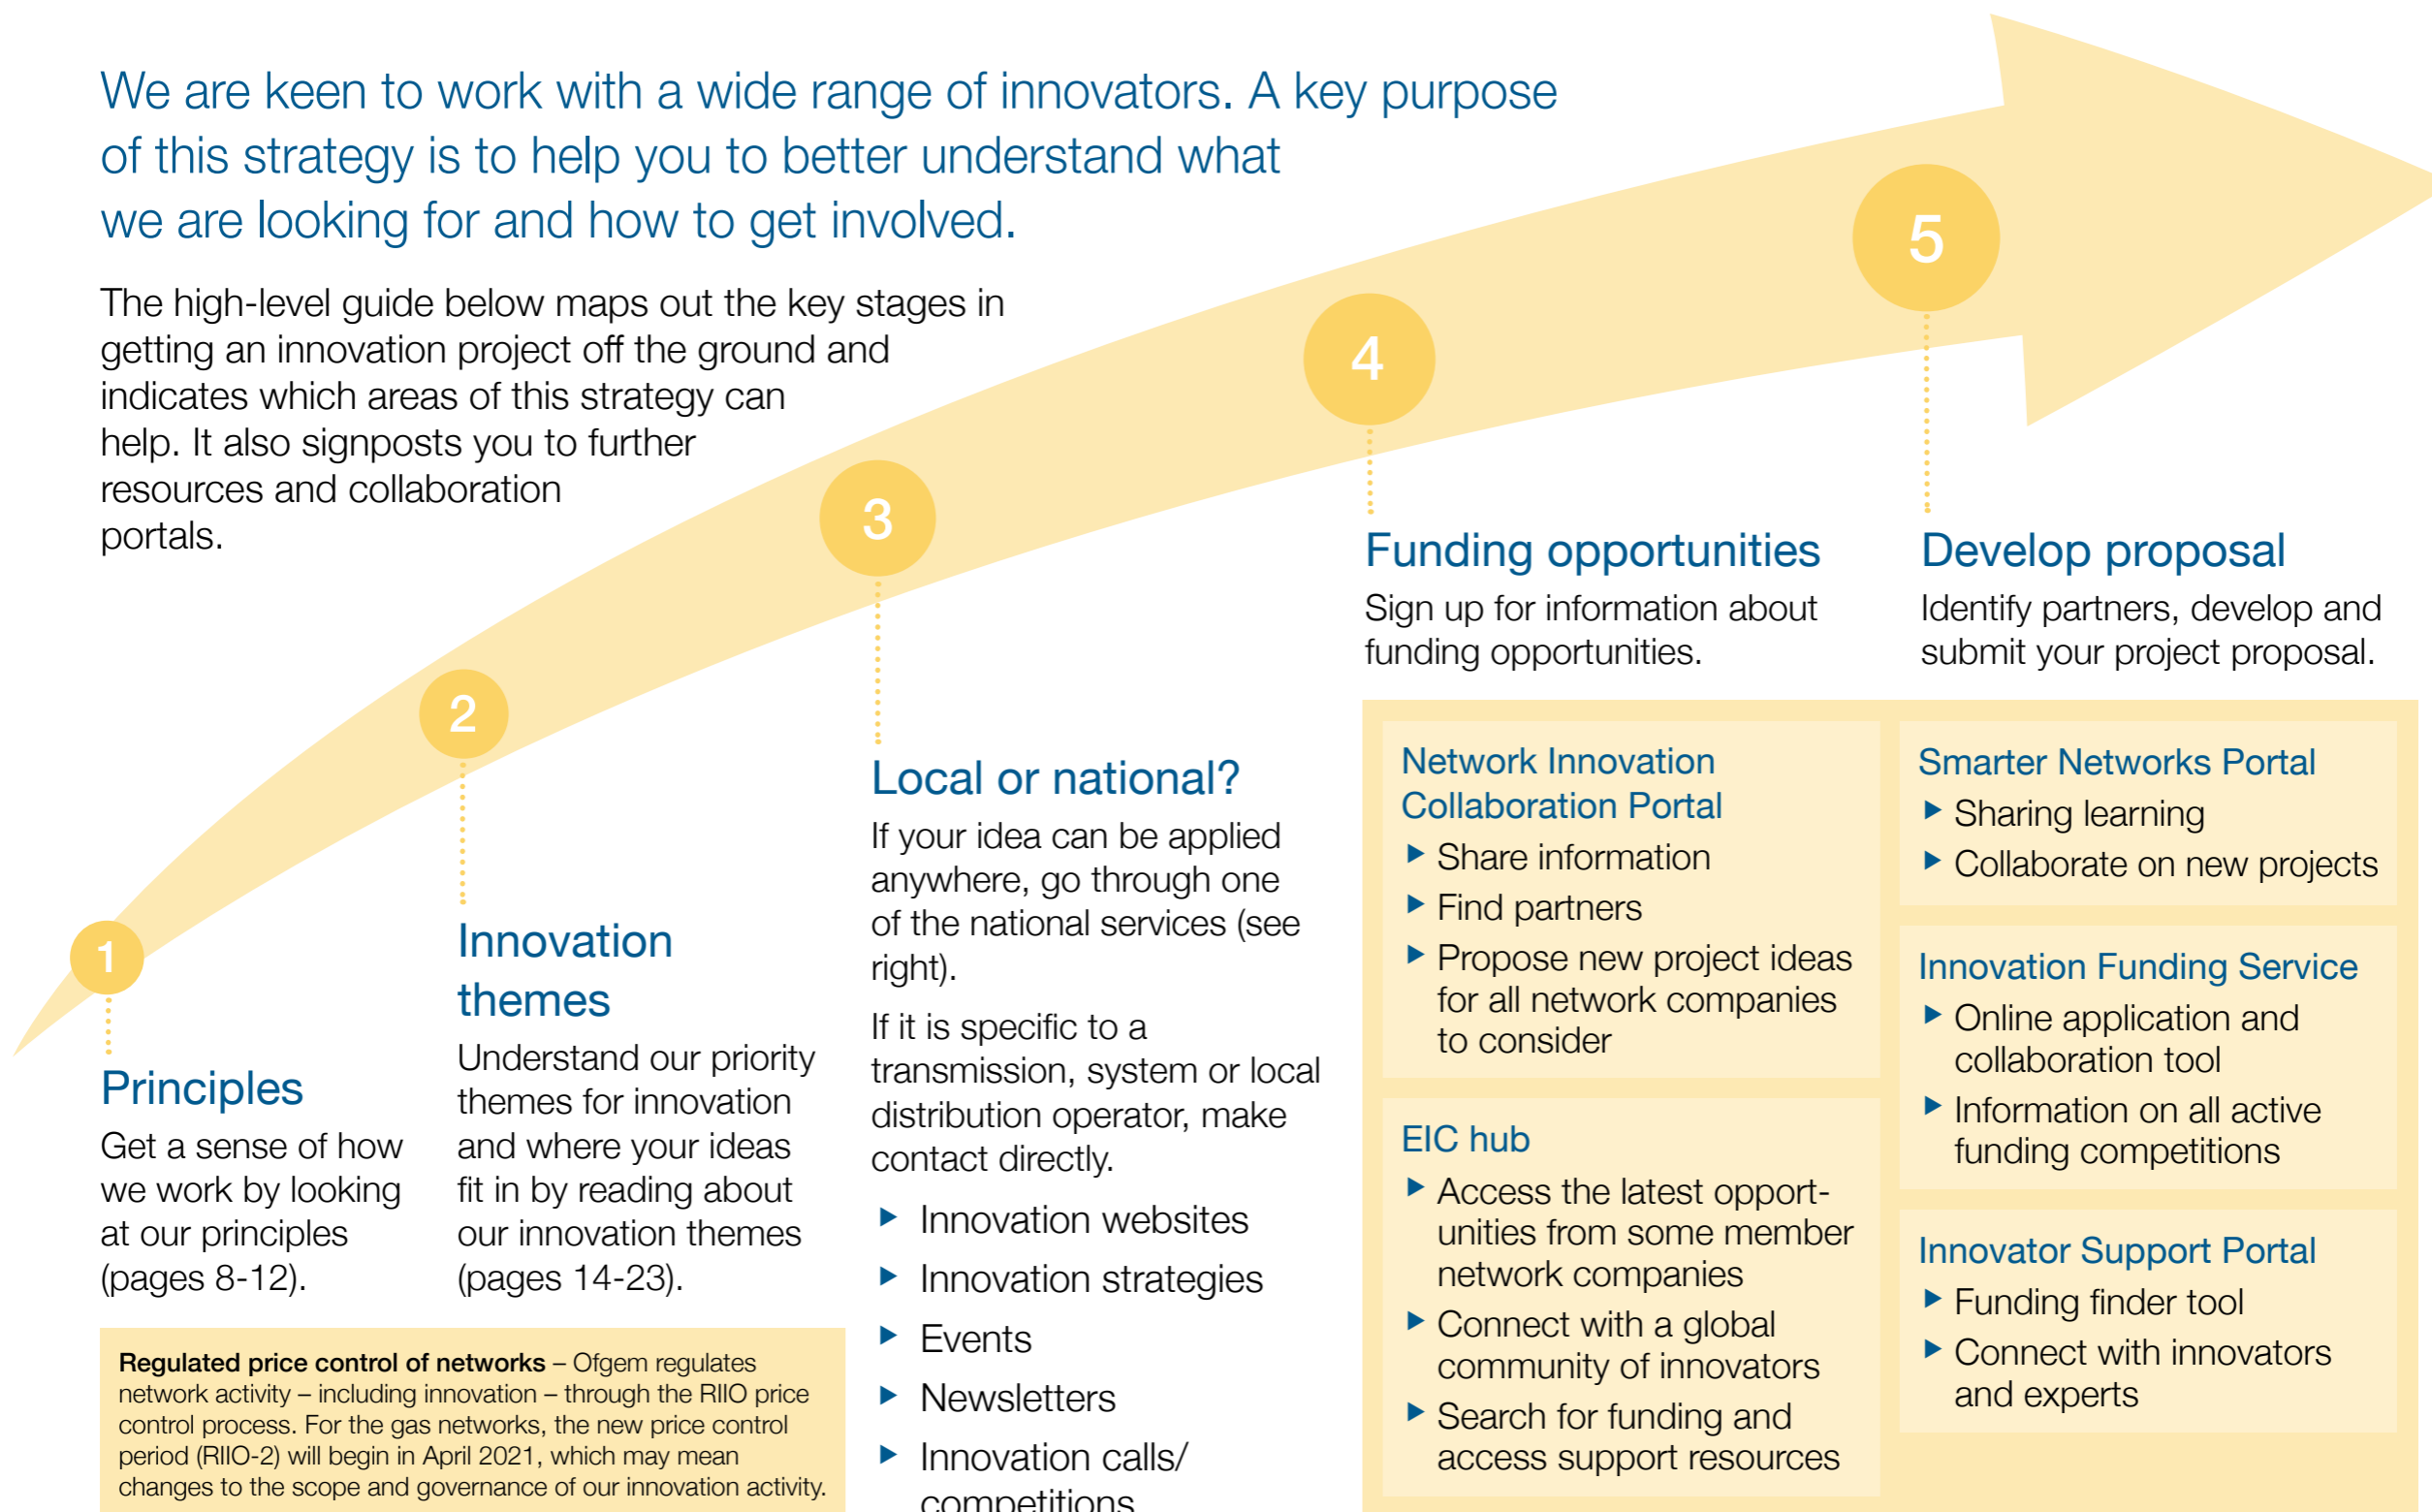 We are keen to work with a wide range of innovators. A key purpose
of this strategy is to help you to better understand what
we are looking for and how to get involved.
The high-level guide below maps out the key stages in
getting an innovation project off the ground and
indicates which areas of this strategy can
help. It also signposts you to further
resources and collaboration
portals.
1
Principles
Get a sense of how
we work by looking
at our principles
(pages 8-12).
2
Innovation
themes
Understand our priority
themes for innovation
and where your ideas
fit in by reading about
our innovation themes
(pages 14-23).
Regulated price control of networks – Ofgem regulates
network activity – including innovation – through the RIIO price
control process. For the gas networks, the new price control
period (RIIO-2) will begin in April 2021, which may mean
changes to the scope and governance of our innovation activity.
3
Local or national?
If your idea can be applied
anywhere, go through one
of the national services (see
right).
If it is specific to a
transmission, system or local
distribution operator, make
contact directly.
▶ Innovation websites
▶ Innovation strategies
▶ Events
▶ Newsletters
▶ Innovation calls/
competitions
4
Funding opportunities
Sign up for information about
funding opportunities.
5
Develop proposal
Identify partners, develop and
submit your project proposal.
Network Innovation
Collaboration Portal
▶ Share information
▶ Find partners
▶ Propose new project ideas
for all network companies
to consider
EIC hub
▶ Access the latest opport-
unities from some member
network companies
▶ Connect with a global
community of innovators
▶ Search for funding and
access support resources
Smarter Networks Portal
▶ Sharing learning
▶ Collaborate on new projects
Innovation Funding Service
▶ Online application and
collaboration tool
▶ Information on all active
funding competitions
Innovator Support Portal
▶ Funding finder tool
▶ Connect with innovators
and experts